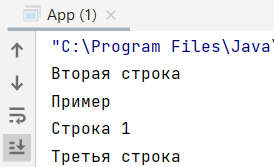 App (1)
"C:\Program Files\Java\
Вторая строка
Пример
Строка 1
Третья строка